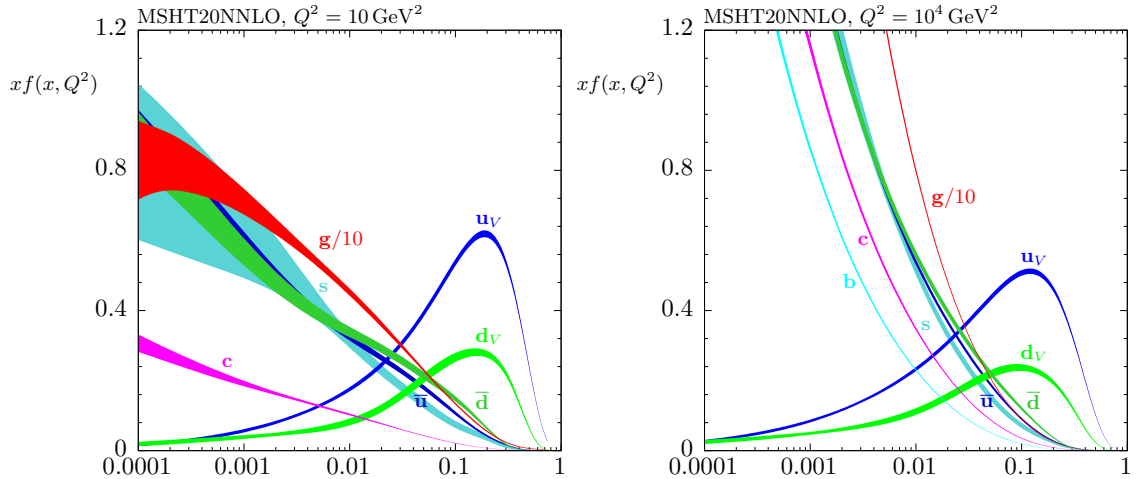 MSHT20NNLO, Q² = 10 GeV²
1.2
xf(x, Q²)
0.8
u_V
g/10
s
0.4
d_V
c
u̅
d̅
0
0.0001
0.001
0.01
0.1
1
MSHT20NNLO, Q² = 10⁴ GeV²
1.2
xf(x, Q²)
0.8
g/10
c
u_V
b
0.4
s
d_V
u̅
d̅
0
0.0001
0.001
0.01
0.1
1